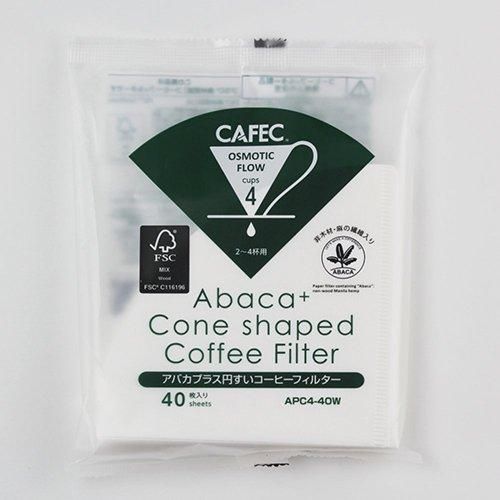 CAFEC®
OSMOTIC
FLOW
cups
4
2~4杯用
FSC
MIX
Wood
FSC® C116196
非木材・麻の繊維入り
ABACA
Paper filter containing "Abaca":
non-wood Manila hemp
Abaca+
Cone shaped
Coffee Filter
アバカプラス円すいコーヒーフィルター
40 枚入り
sheets
APC4-40W